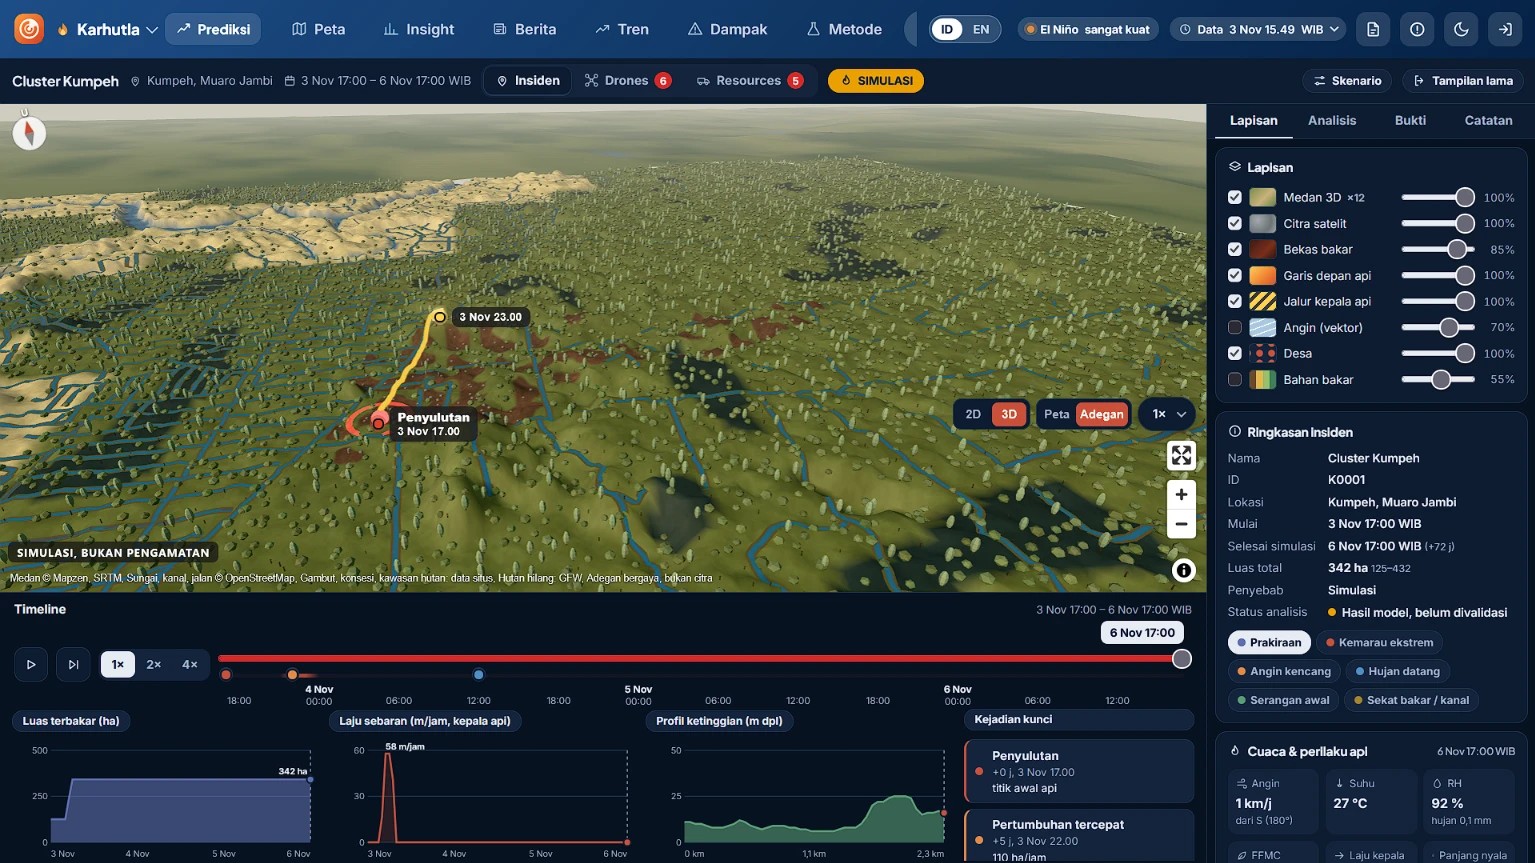 Karhutla
Prediksi
Peta
Insight
Berita
Tren
Dampak
Metode
ID
EN
El Niño sangat kuat
Data 3 Nov 15.49 WIB
Cluster Kumpeh
Kumpeh, Muaro Jambi
3 Nov 17:00 – 6 Nov 17:00 WIB
Insiden
Drones 6
Resources 5
SIMULASI
Skenario
Tampilan lama
U
3 Nov 23.00
Penyulutan
3 Nov 17.00
2D
3D
Peta
Adegan
1×
SIMULASI, BUKAN PENGAMATAN
Medan © Mapzen, SRTM, Sungai, kanal, jalan © OpenStreetMap, Gambut, konsesi, kawasan hutan: data situs, Hutan hilang: GFW, Adegan bergaya, bukan citra
Lapisan
Analisis
Bukti
Catatan
Lapisan
Medan 3D ×12 100%
Citra satelit 100%
Bekas bakar 85%
Garis depan api 100%
Jalur kepala api 100%
Angin (vektor) 70%
Desa 100%
Bahan bakar 55%
Ringkasan Insiden
Nama Cluster Kumpeh
ID K0001
Lokasi Kumpeh, Muaro Jambi
Mulai 3 Nov 17:00 WIB
Selesai simulasi 6 Nov 17:00 WIB (+72 j)
Luas total 342 ha 125–432
Penyebab Simulasi
Status analisis Hasil model, belum divalidasi
Prakiraan
Kemarau ekstrem
Angin kencang
Hujan datang
Serangan awal
Sekat bakar / kanal
Cuaca & perilaku api
6 Nov 17:00 WIB
Angin
1 km/j
dari S (180°)
Suhu
27 °C
RH
92 %
hujan 0,1 mm
FFMC
Laju kepala
Panjang nyala
Timeline
3 Nov 17:00 – 6 Nov 17:00 WIB
6 Nov 17:00
1×
2×
4×
18:00
4 Nov
00:00
06:00
12:00
18:00
5 Nov
00:00
06:00
12:00
18:00
6 Nov
00:00
06:00
12:00
Luas terbakar (ha)
500
250
0
342 ha
3 Nov
4 Nov
5 Nov
6 Nov
Laju sebaran (m/jam, kepala api)
60
30
0
58 m/jam
3 Nov
4 Nov
5 Nov
6 Nov
Profil ketinggian (m dpl)
50
25
0
0 km
1,1 km
2,3 km
Kejadian kunci
Penyulutan
+0 j, 3 Nov 17.00
titik awal api
Pertumbuhan tercepat
+5 j, 3 Nov 22.00
110 ha/jam